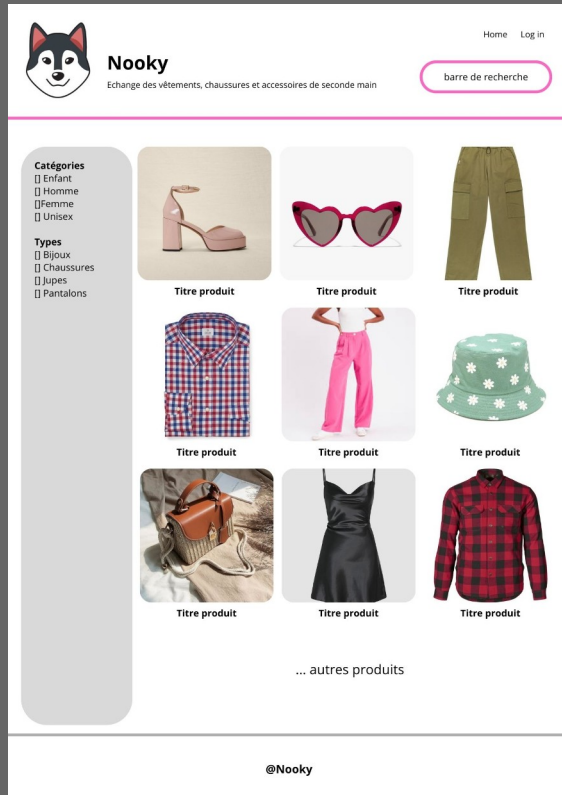 Home Log in
Nooky
Echange des vêtements, chaussures et accessoires de seconde main
barre de recherche
Catégories
[] Enfant
[] Homme
[]Femme
[] Unisex
Types
[] Bijoux
[] Chaussures
[] Jupes
[] Pantalons
Titre produit Titre produit Titre produit
Titre produit Titre produit Titre produit
Titre produit Titre produit Titre produit
... autres produits
@Nooky